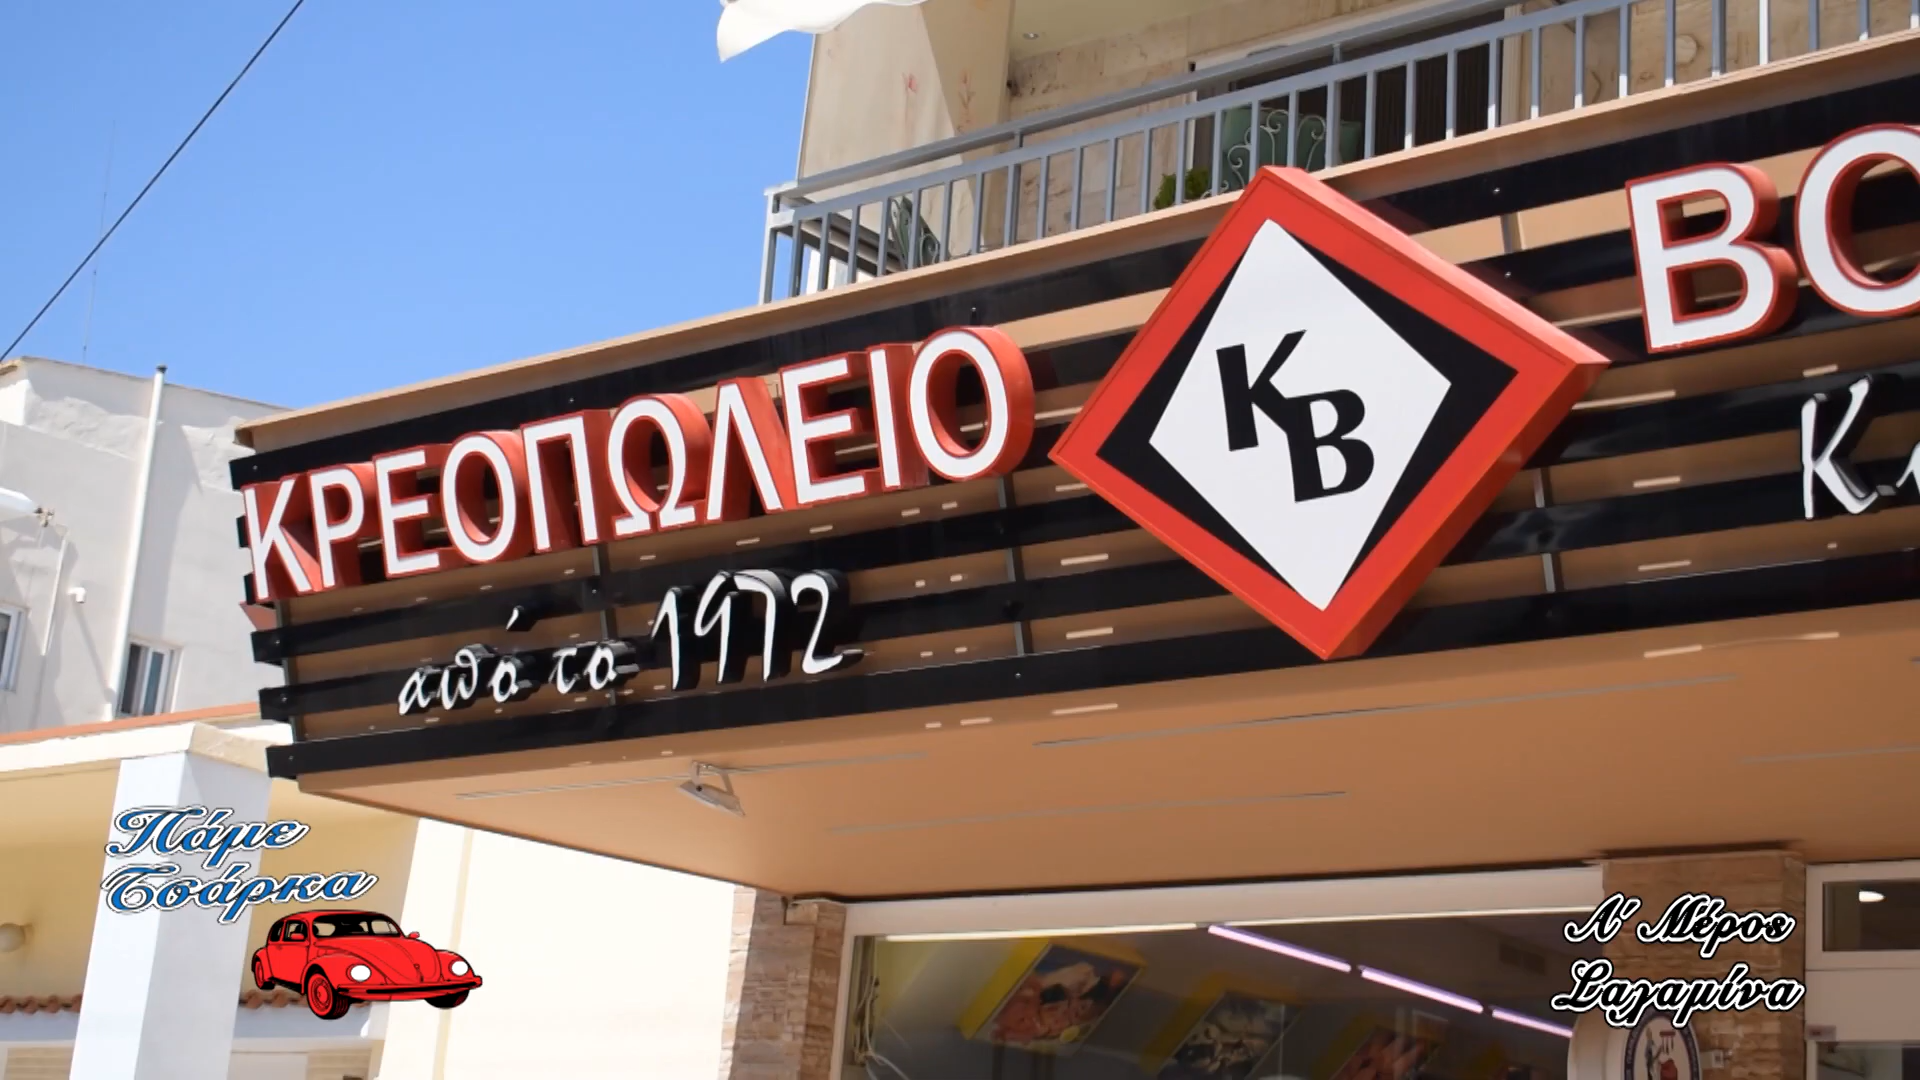 ΚΡΕΟΠΩΛΕΙΟ
από το 1972
ΚΒ
Πάμε
Τσάρκα
Α' Μέρος
Σαλαμίνα